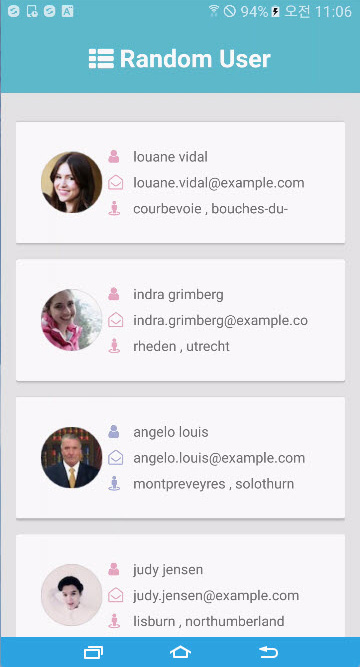 94% 오전 11:06
Random User
louane vidal
louane.vidal@example.com
courbevoie , bouches-du-
indra grimberg
indra.grimberg@example.co
rheden , utrecht
angelo louis
angelo.louis@example.com
montpreveyres , solothurn
judy jensen
judy.jensen@example.com
lisburn , northumberland